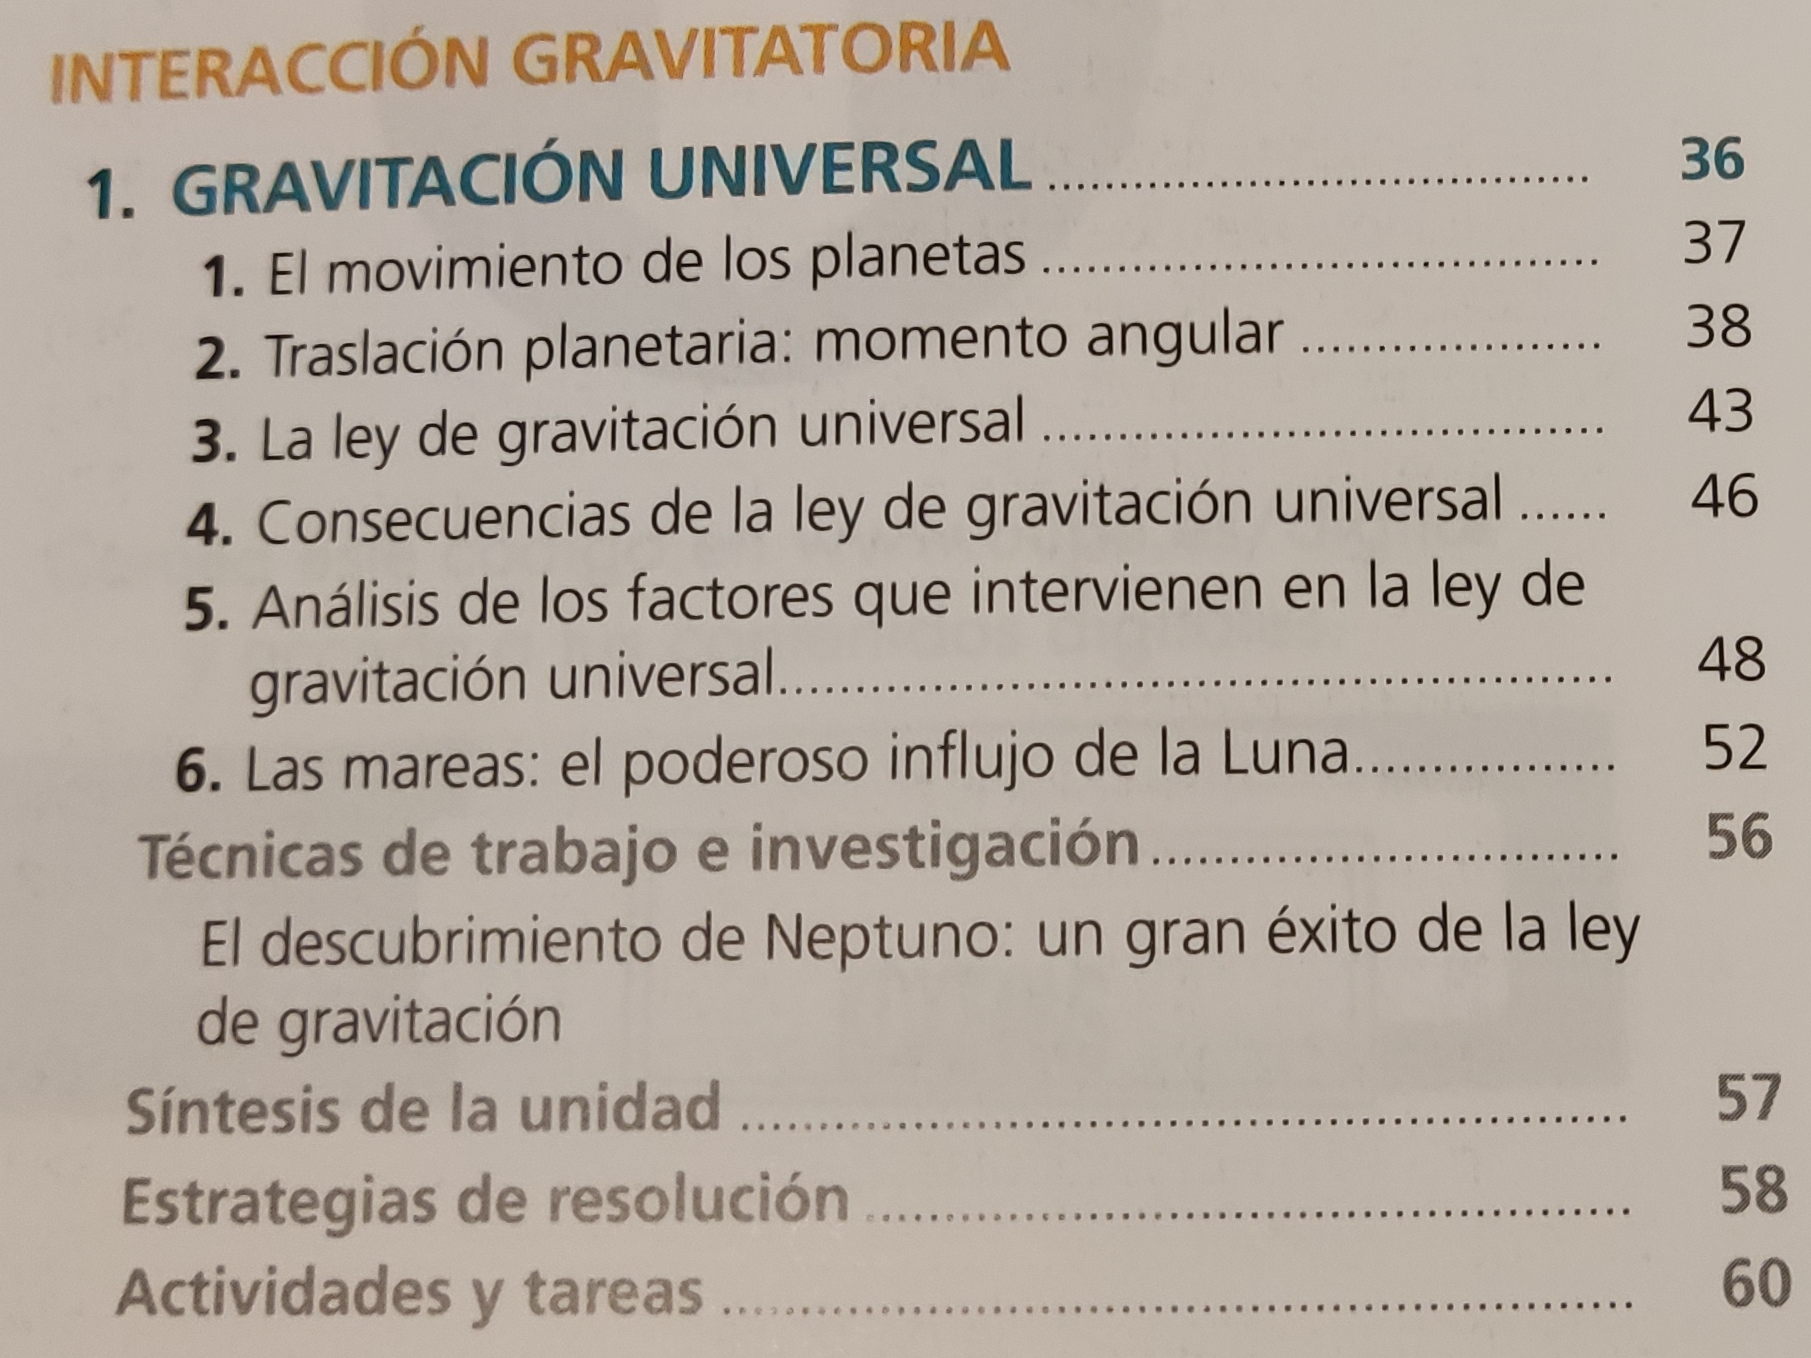 INTERACCIÓN GRAVITATORIA
1. GRAVITACIÓN UNIVERSAL ..................................... 36
1. El movimiento de los planetas ..................................... 37
2. Traslación planetaria: momento angular .................... 38
3. La ley de gravitación universal ..................................... 43
4. Consecuencias de la ley de gravitación universal ...... 46
5. Análisis de los factores que intervienen en la ley de
gravitación universal...................................................... 48
6. Las mareas: el poderoso influjo de la Luna................. 52
Técnicas de trabajo e investigación .............................. 56
El descubrimiento de Neptuno: un gran éxito de la ley
de gravitación
Síntesis de la unidad ......................................................... 57
Estrategias de resolución ................................................. 58
Actividades y tareas .......................................................... 60